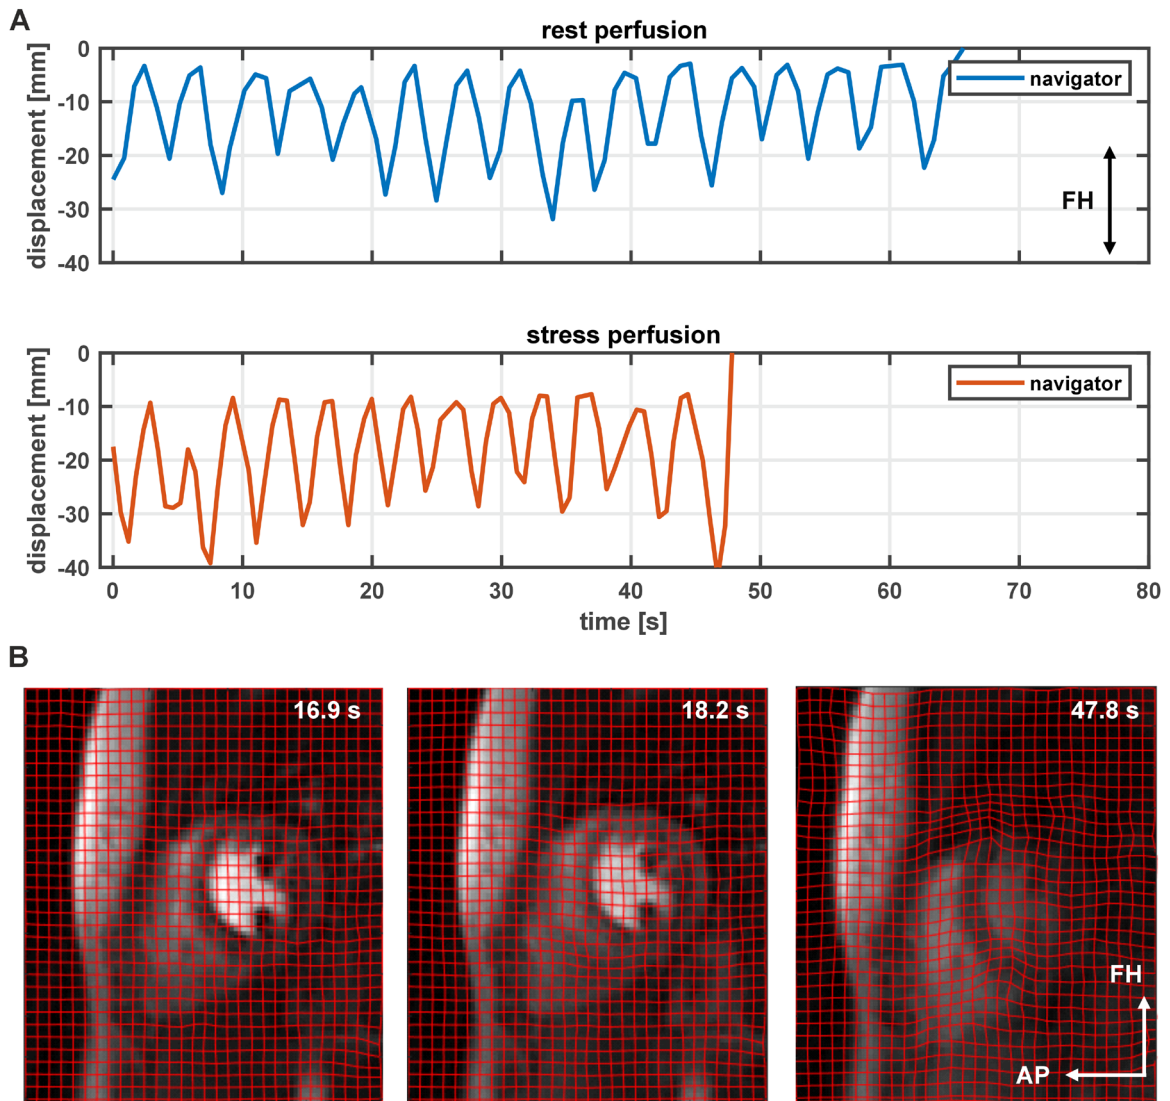 A
rest perfusion
displacement [mm]
0
-10
-20
-30
-40
navigator
FH
stress perfusion
displacement [mm]
0
-10
-20
-30
-40
navigator
0 10 20 30 40 50 60 70 80
time [s]
B
16.9 s
18.2 s
47.8 s
FH
AP